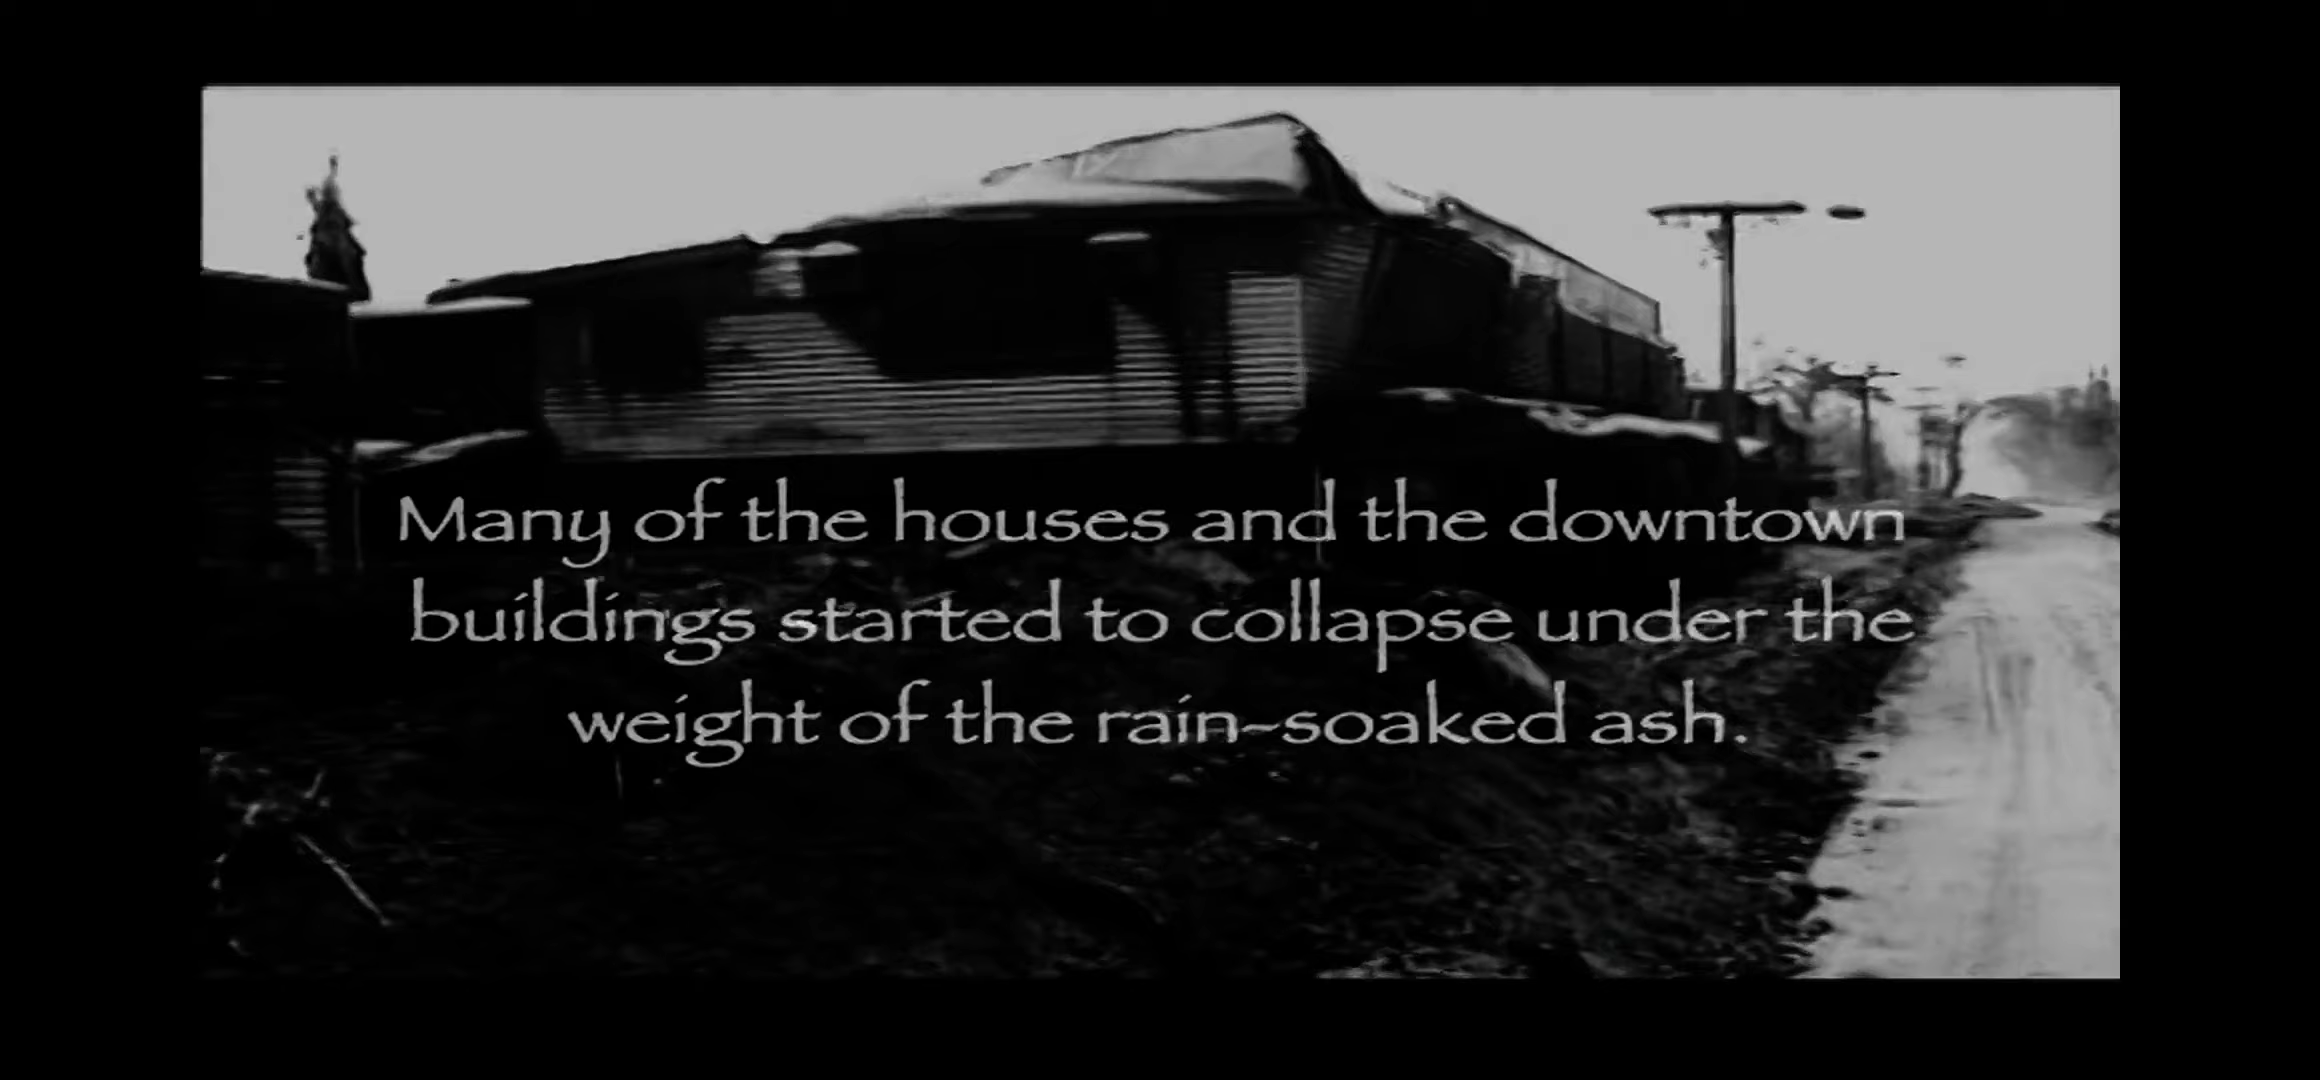 Many of the houses and the downtown
buildings started to collapse under the
weight of the rain-soaked ash.